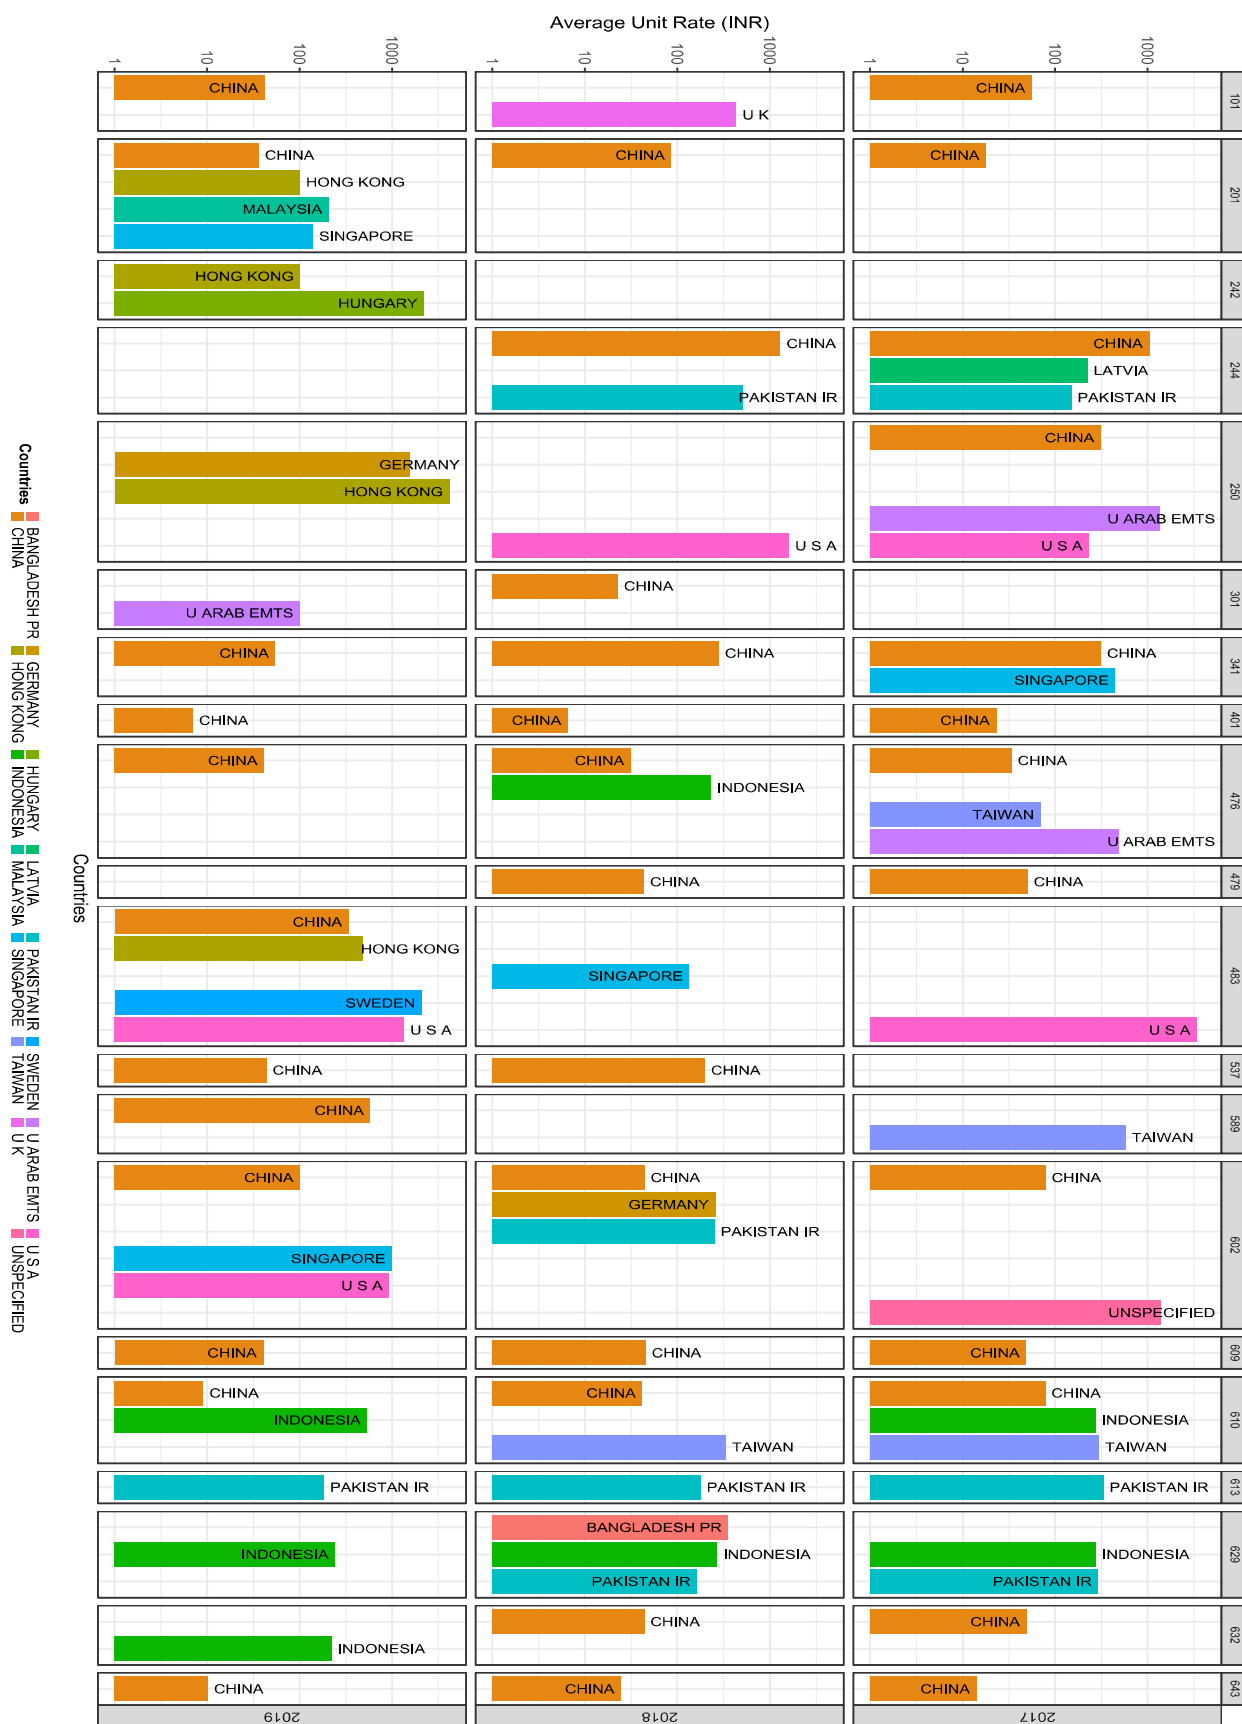 Average Unit Rate (INR)
1 10 100 1000 1 10 100 1000 1 10 100 1000
CHINA CHINA 101
U K
CHINA CHINA CHINA 201
HONG KONG
MALAYSIA
SINGAPORE
HONG KONG 242
HUNGARY
CHINA CHINA 244
LATVIA
PAKISTAN IR PAKISTAN IR
CHINA 250
GERMANY
HONG KONG
U ARAB EMTS
U S A U S A
CHINA 301
U ARAB EMTS
CHINA CHINA CHINA 341
SINGAPORE
CHINA CHINA CHINA 401
CHINA CHINA CHINA 476
INDONESIA
TAIWAN
U ARAB EMTS
CHINA CHINA 479
CHINA 483
HONG KONG
SINGAPORE
SWEDEN
U S A U S A
CHINA CHINA 537
CHINA 589
TAIWAN
CHINA CHINA CHINA 602
GERMANY
PAKISTAN IR
SINGAPORE
U S A
UNSPECIFIED
CHINA CHINA CHINA 609
CHINA CHINA CHINA 610
INDONESIA INDONESIA
TAIWAN TAIWAN
PAKISTAN IR PAKISTAN IR PAKISTAN IR 613
BANGLADESH PR 629
INDONESIA INDONESIA INDONESIA
PAKISTAN IR PAKISTAN IR
CHINA CHINA 632
INDONESIA
CHINA CHINA CHINA 643
2019 2018 2017
Countries
Countries BANGLADESH PR GERMANY HUNGARY LATVIA PAKISTAN IR SWEDEN U ARAB EMTS U S A
CHINA HONG KONG INDONESIA MALAYSIA SINGAPORE TAIWAN U K UNSPECIFIED